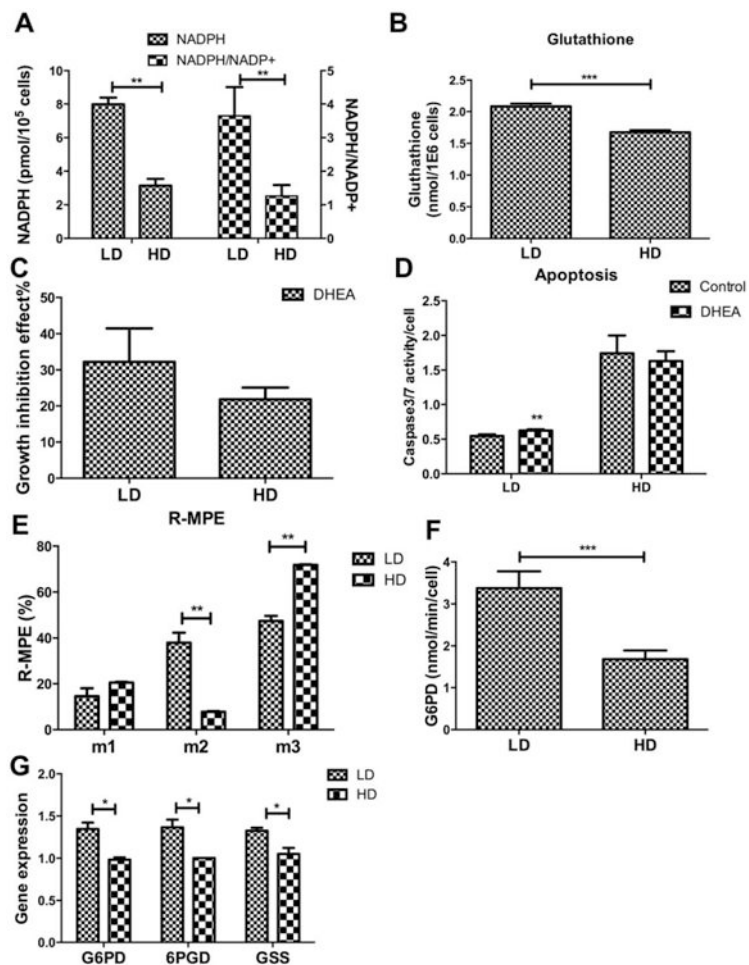 A
NADPH
NADPH/NADP+
NADPH (pmol/10⁵ cells)
10
8
6
4
2
0
**
**
5
4
3
2
1
0
NADPH/NADP+
LD HD LD HD
B
Glutathione
Gluthathione
(nmol/1E6 cells)
2.5
2.0
1.5
1.0
0.5
0.0
***
LD HD
C
DHEA
Growth inhibition effect%
50
40
30
20
10
0
LD HD
D
Apoptosis
Control
DHEA
Caspase3/7 activity/cell
2.0
1.5
1.0
0.5
0.0
**
LD HD
E
R-MPE
LD
HD
R-MPE (%)
80
60
40
20
0
**
**
m1 m2 m3
F
G6PD (nmol/min/cell)
4
3
2
1
0
***
LD HD
G
LD
HD
Gene expression
2.0
1.5
1.0
0.5
0.0
*
*
*
G6PD 6PGD GSS